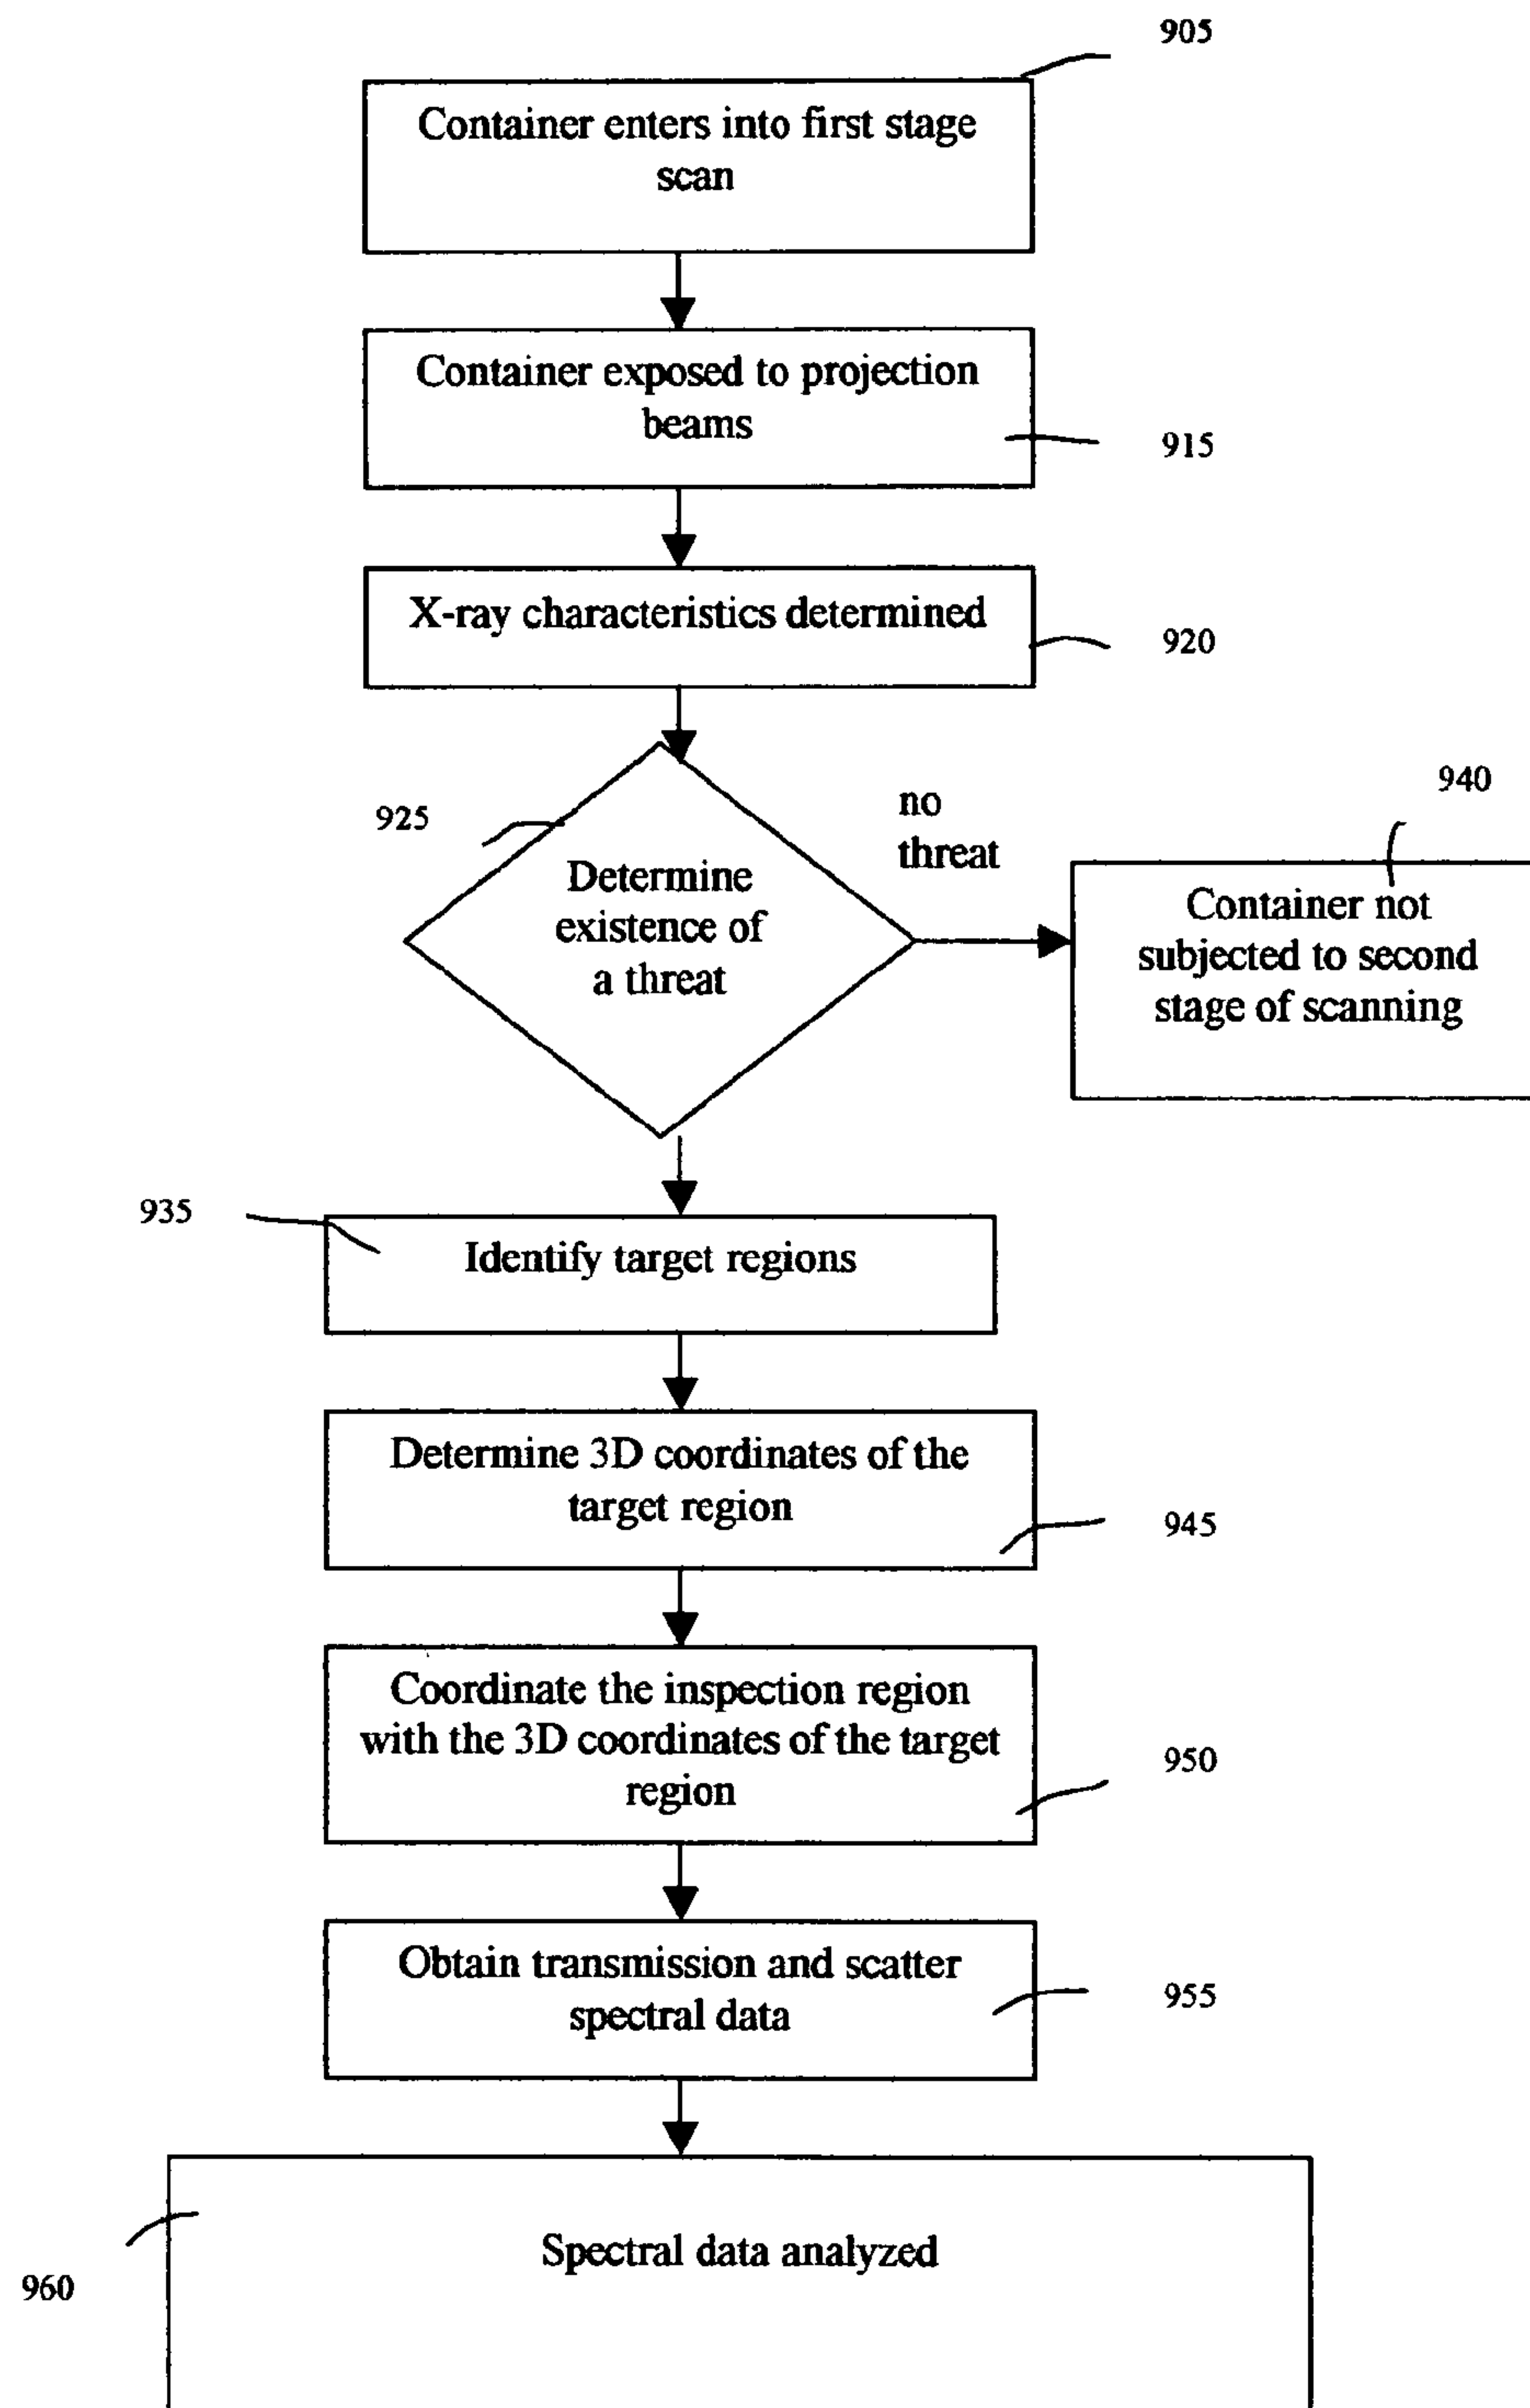 905
Container enters into first stage
scan
Container exposed to projection
beams
915
X-ray characteristics determined
920
925
Determine
existence of
a threat
no
threat
940
Container not
subjected to second
stage of scanning
935
Identify target regions
Determine 3D coordinates of the
target region
945
Coordinate the inspection region
with the 3D coordinates of the target
region
950
Obtain transmission and scatter
spectral data
955
Spectral data analyzed
960